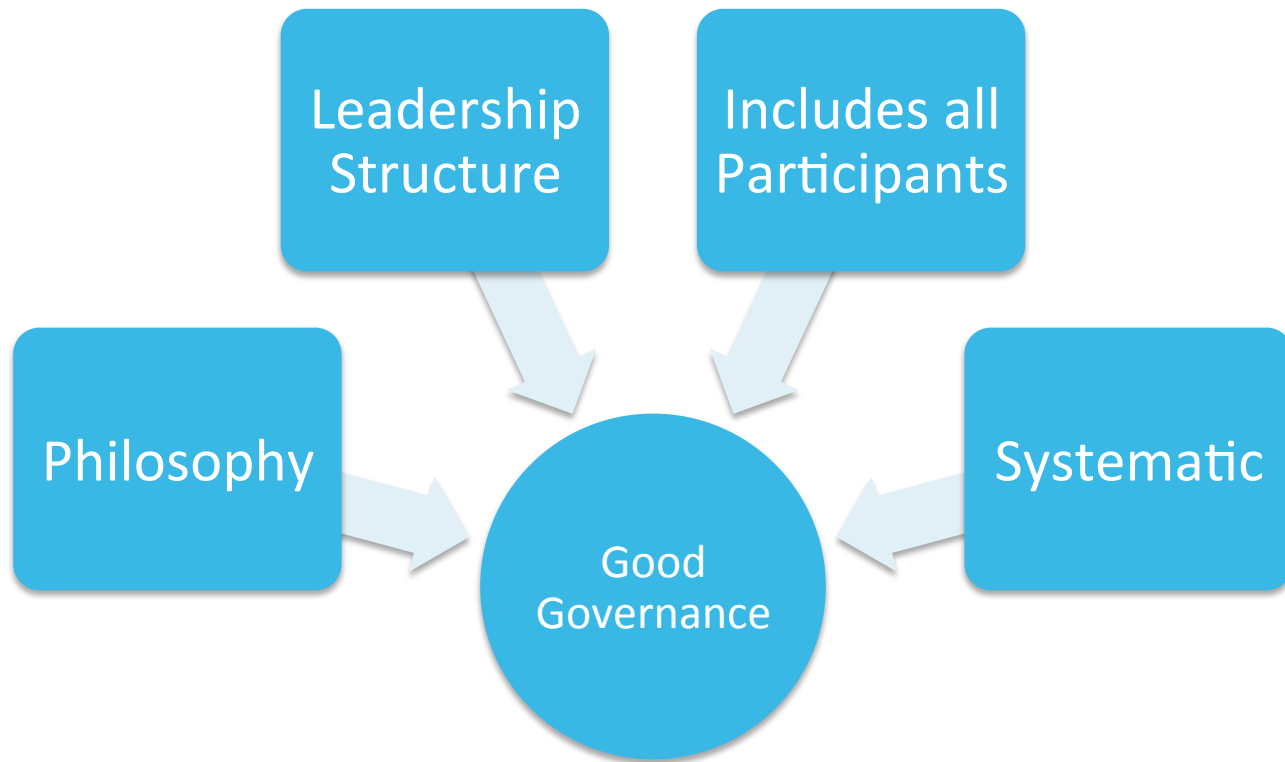 Leadership
Structure
Includes all
Participants
Philosophy
Systematic
Good
Governance